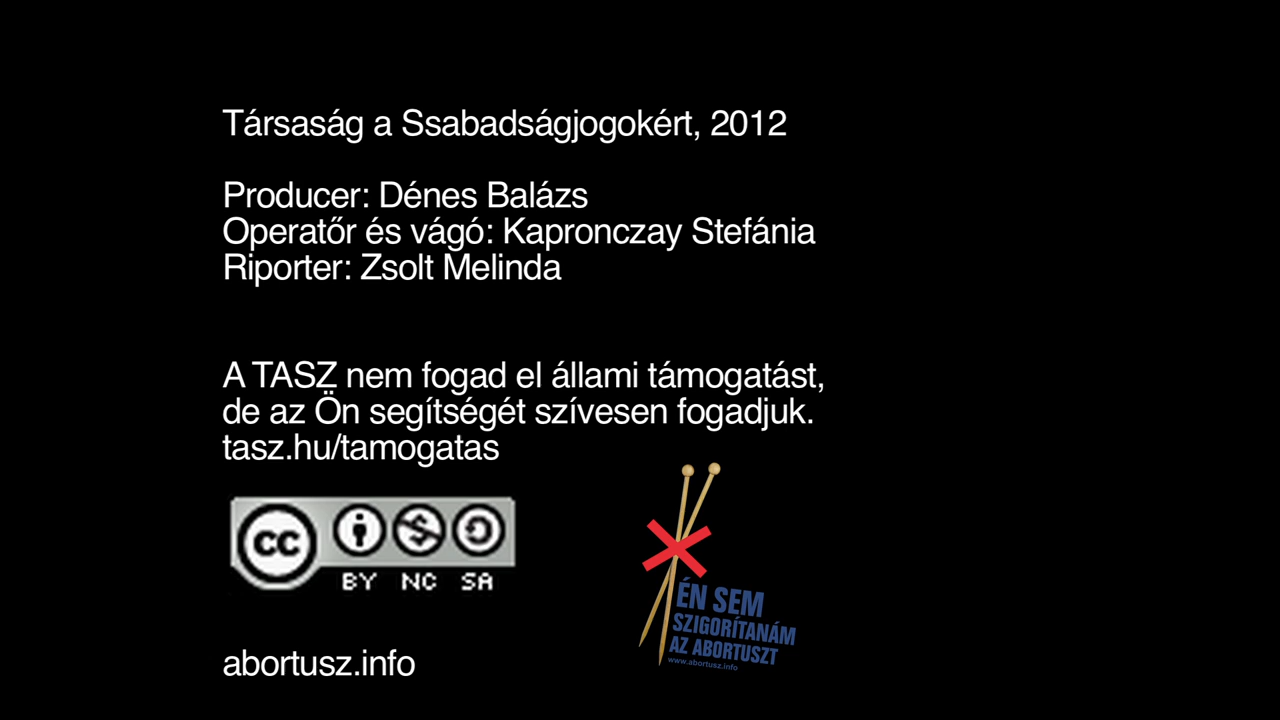 Társaság a Ssabadságjogokért, 2012
Producer: Dénes Balázs
Operatőr és vágó: Kapronczay Stefánia
Riporter: Zsolt Melinda
A TASZ nem fogad el állami támogatást,
de az Ön segítségét szívesen fogadjuk.
tasz.hu/tamogatas
cc
BY NC SA
ÉN SEM
SZIGORÍTANÁM
AZ ABORTUSZT
www.abortusz.info
abortusz.info